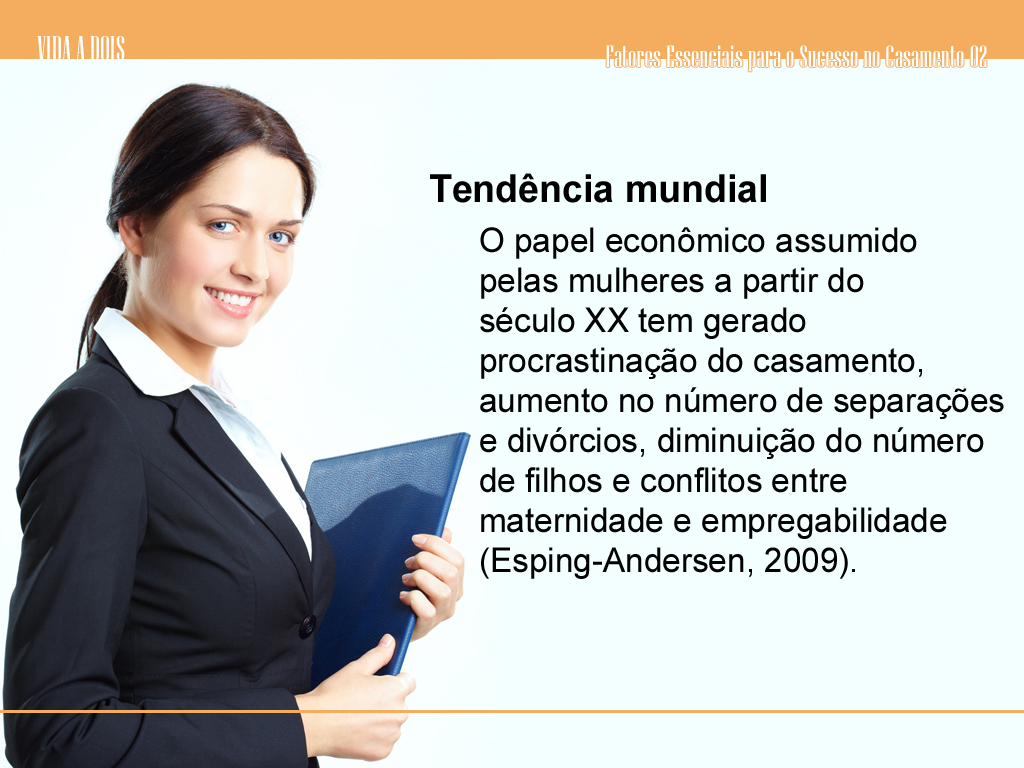 VIDA A DOIS
Fatores Essenciais para o Sucesso no Casamento 02
Tendência mundial
O papel econômico assumido
pelas mulheres a partir do
século XX tem gerado
procrastinação do casamento,
aumento no número de separações
e divórcios, diminuição do número
de filhos e conflitos entre
maternidade e empregabilidade
(Esping-Andersen, 2009).